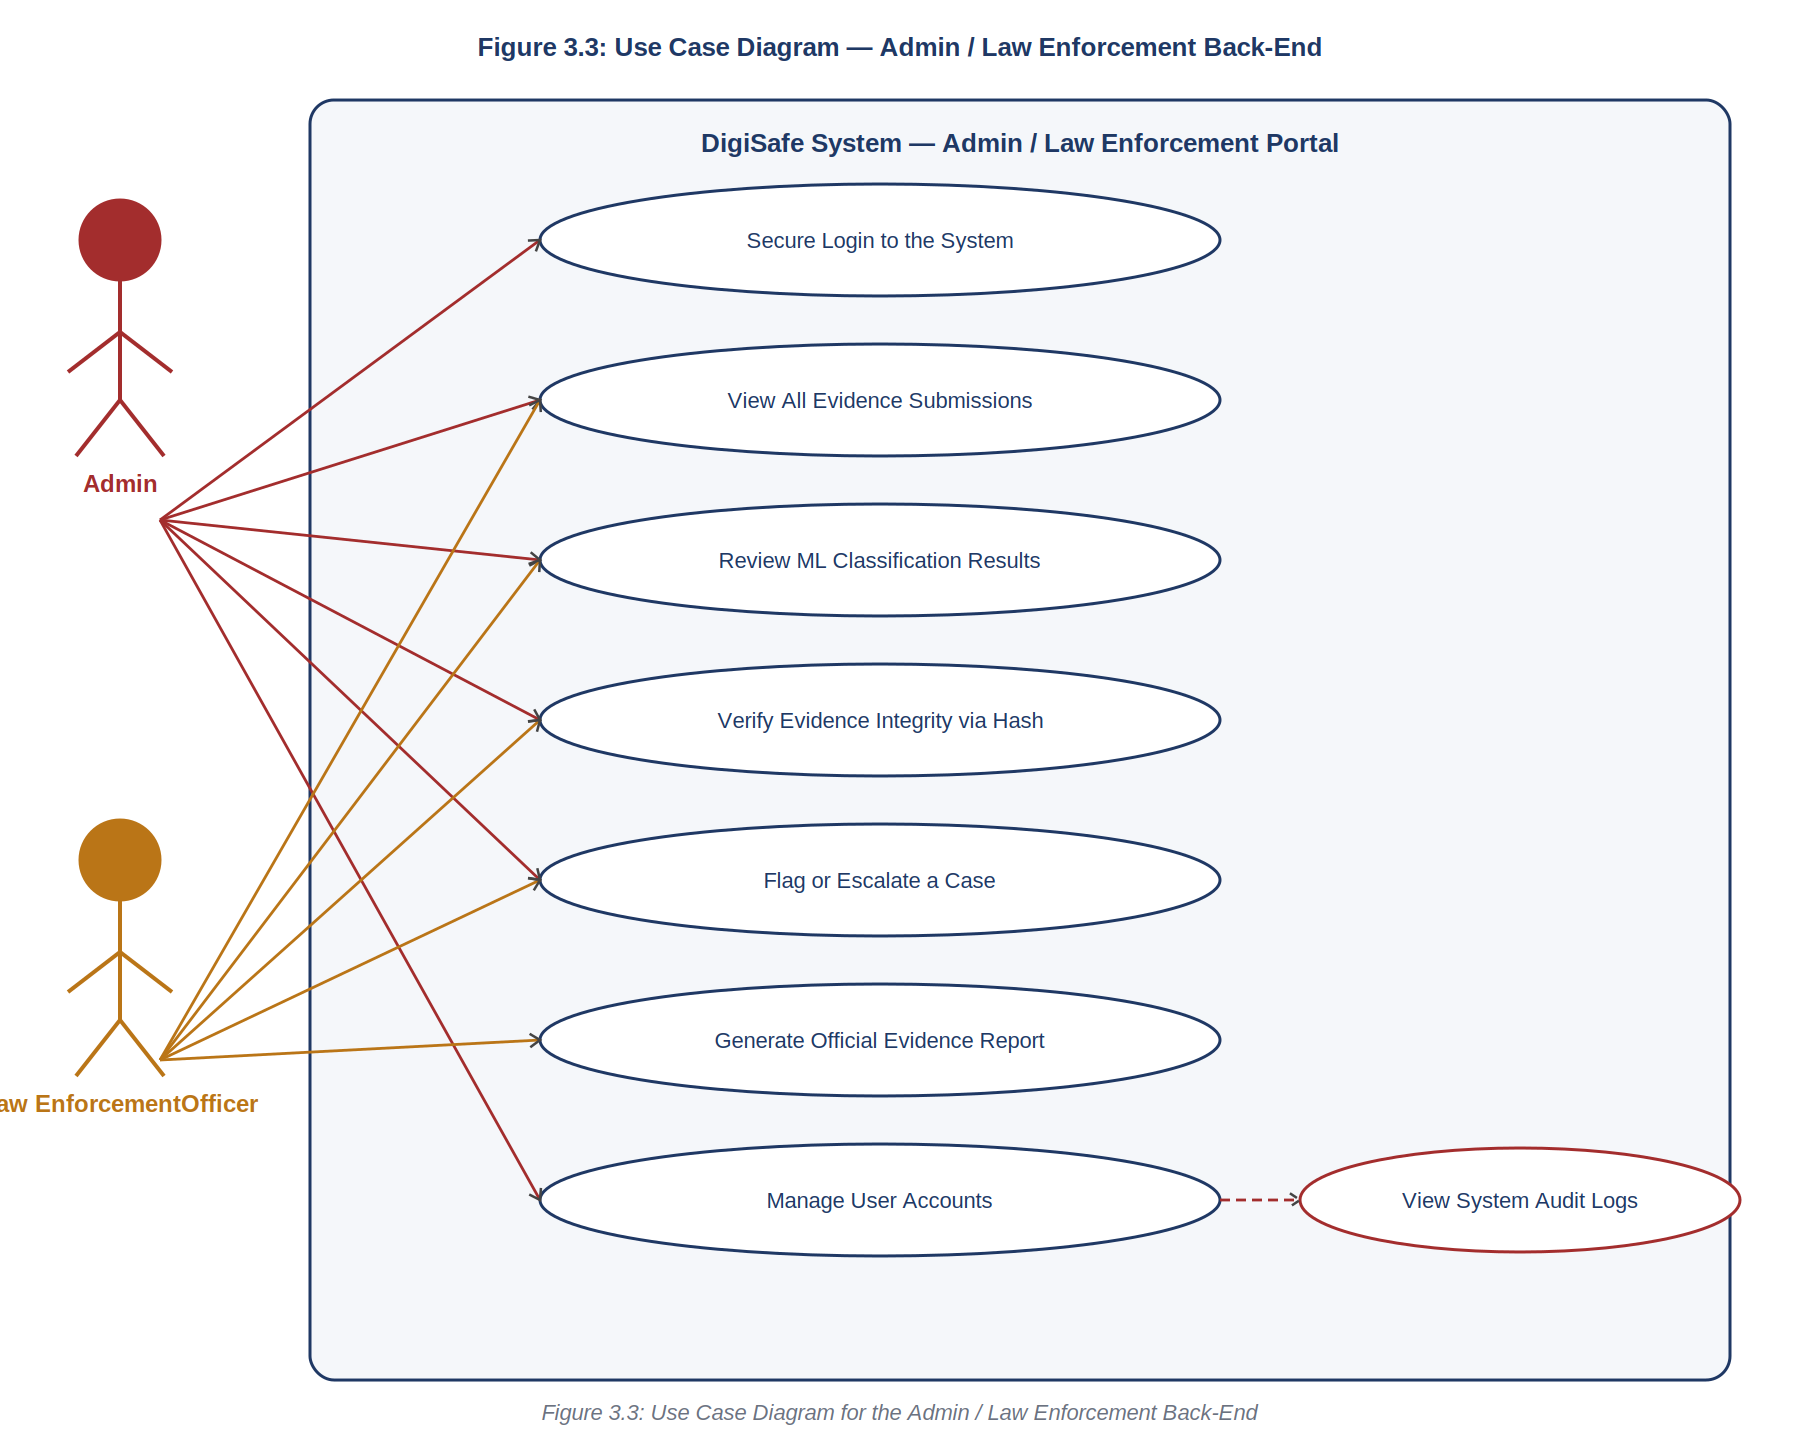 Figure 3.3: Use Case Diagram — Admin / Law Enforcement Back-End
DigiSafe System — Admin / Law Enforcement Portal
Secure Login to the System
View All Evidence Submissions
Admin
Review ML Classification Results
Verify Evidence Integrity via Hash
Flag or Escalate a Case
Generate Official Evidence Report
aw EnforcementOfficer
Manage User Accounts
View System Audit Logs
Figure 3.3: Use Case Diagram for the Admin / Law Enforcement Back-End